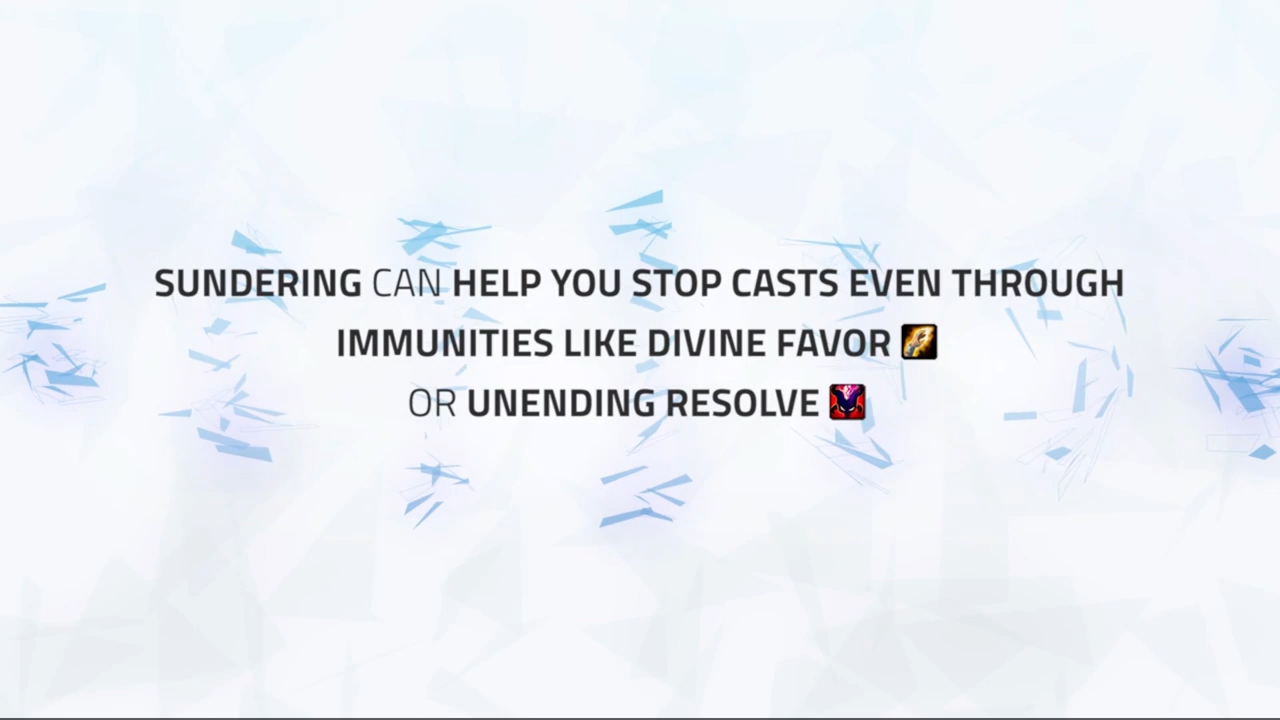 SUNDERING CAN HELP YOU STOP CASTS EVEN THROUGH
IMMUNITIES LIKE DIVINE FAVOR
OR UNENDING RESOLVE